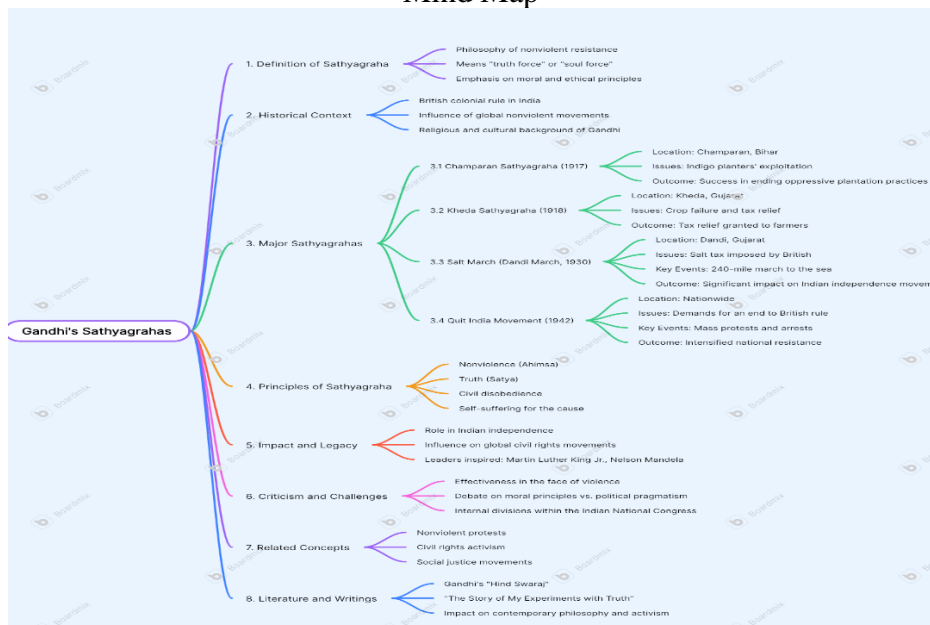 Mind Map
Gandhi's Sathyagrahas
1. Definition of Sathyagraha
Philosophy of nonviolent resistance
Means "truth force" or "soul force"
Emphasis on moral and ethical principles
2. Historical Context
British colonial rule in India
Influence of global nonviolent movements
Religious and cultural background of Gandhi
3. Major Sathyagrahas
3.1 Champaran Sathyagraha (1917)
Location: Champaran, Bihar
Issues: Indigo planters' exploitation
Outcome: Success in ending oppressive plantation practices
3.2 Kheda Sathyagraha (1918)
Location: Kheda, Gujarat
Issues: Crop failure and tax relief
Outcome: Tax relief granted to farmers
3.3 Salt March (Dandi March, 1930)
Location: Dandi, Gujarat
Issues: Salt tax imposed by British
Key Events: 240-mile march to the sea
Outcome: Significant impact on Indian independence movem
3.4 Quit India Movement (1942)
Location: Nationwide
Issues: Demands for an end to British rule
Key Events: Mass protests and arrests
Outcome: Intensified national resistance
4. Principles of Sathyagraha
Nonviolence (Ahimsa)
Truth (Satya)
Civil disobedience
Self-suffering for the cause
5. Impact and Legacy
Role in Indian independence
Influence on global civil rights movements
Leaders inspired: Martin Luther King Jr., Nelson Mandela
6. Criticism and Challenges
Effectiveness in the face of violence
Debate on moral principles vs. political pragmatism
Internal divisions within the Indian National Congress
7. Related Concepts
Nonviolent protests
Civil rights activism
Social justice movements
8. Literature and Writings
Gandhi's "Hind Swaraj"
"The Story of My Experiments with Truth"
Impact on contemporary philosophy and activism
Boardmix